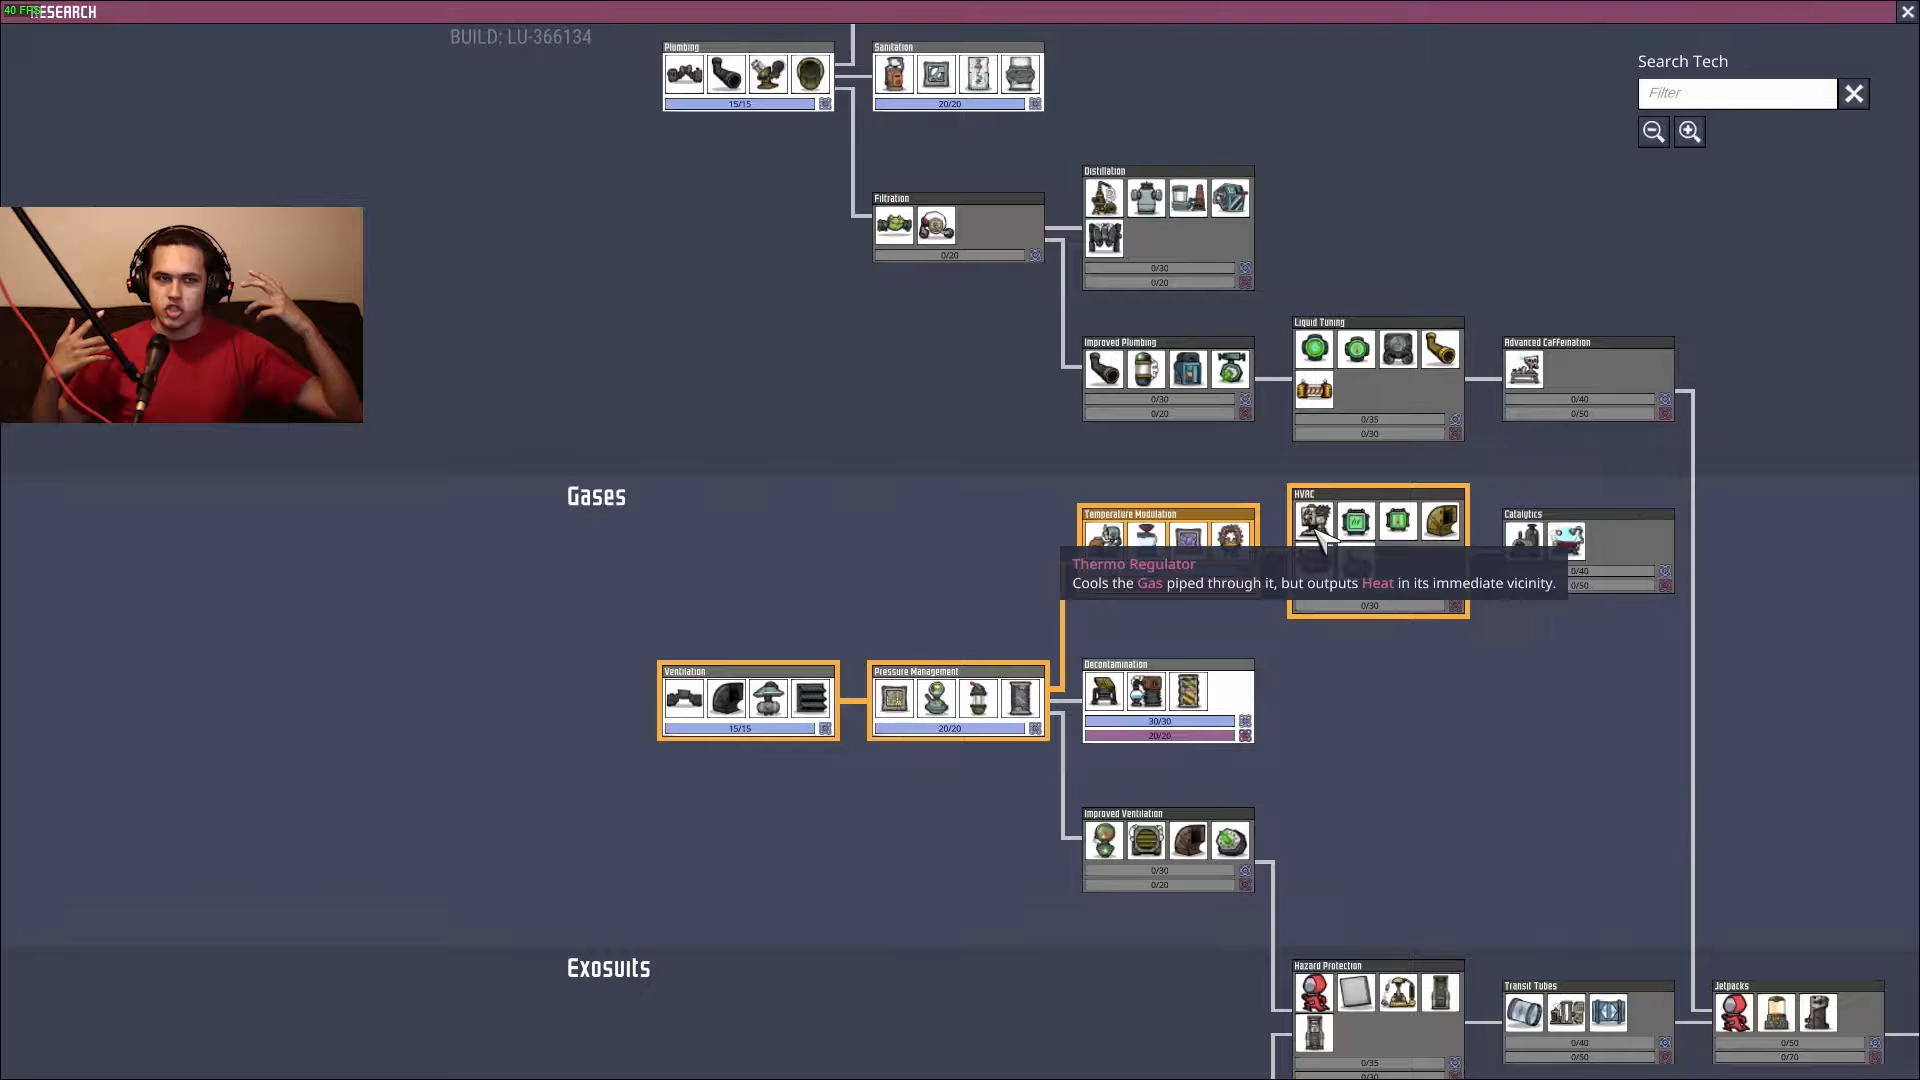 40 FPS
RESEARCH
BUILD: LU-366134
Search Tech
Filter
Plumbing
15/15
Sanitation
20/20
Filtration
0/20
Distillation
0/30
0/20
Improved Plumbing
0/30
0/20
Liquid Tuning
0/35
0/30
Advanced Caffeination
0/40
0/50
Gases
Temperature Modulation
HVAC
0/30
Catalytics
0/40
0/50
Thermo Regulator
Cools the Gas piped through it, but outputs Heat in its immediate vicinity.
Ventilation
15/15
Pressure Management
20/20
Decontamination
30/30
20/20
Improved Ventilation
0/30
0/20
Exosuits
Hazard Protection
0/35
0/30
Transit Tubes
0/40
0/50
Jetpacks
0/50
0/70